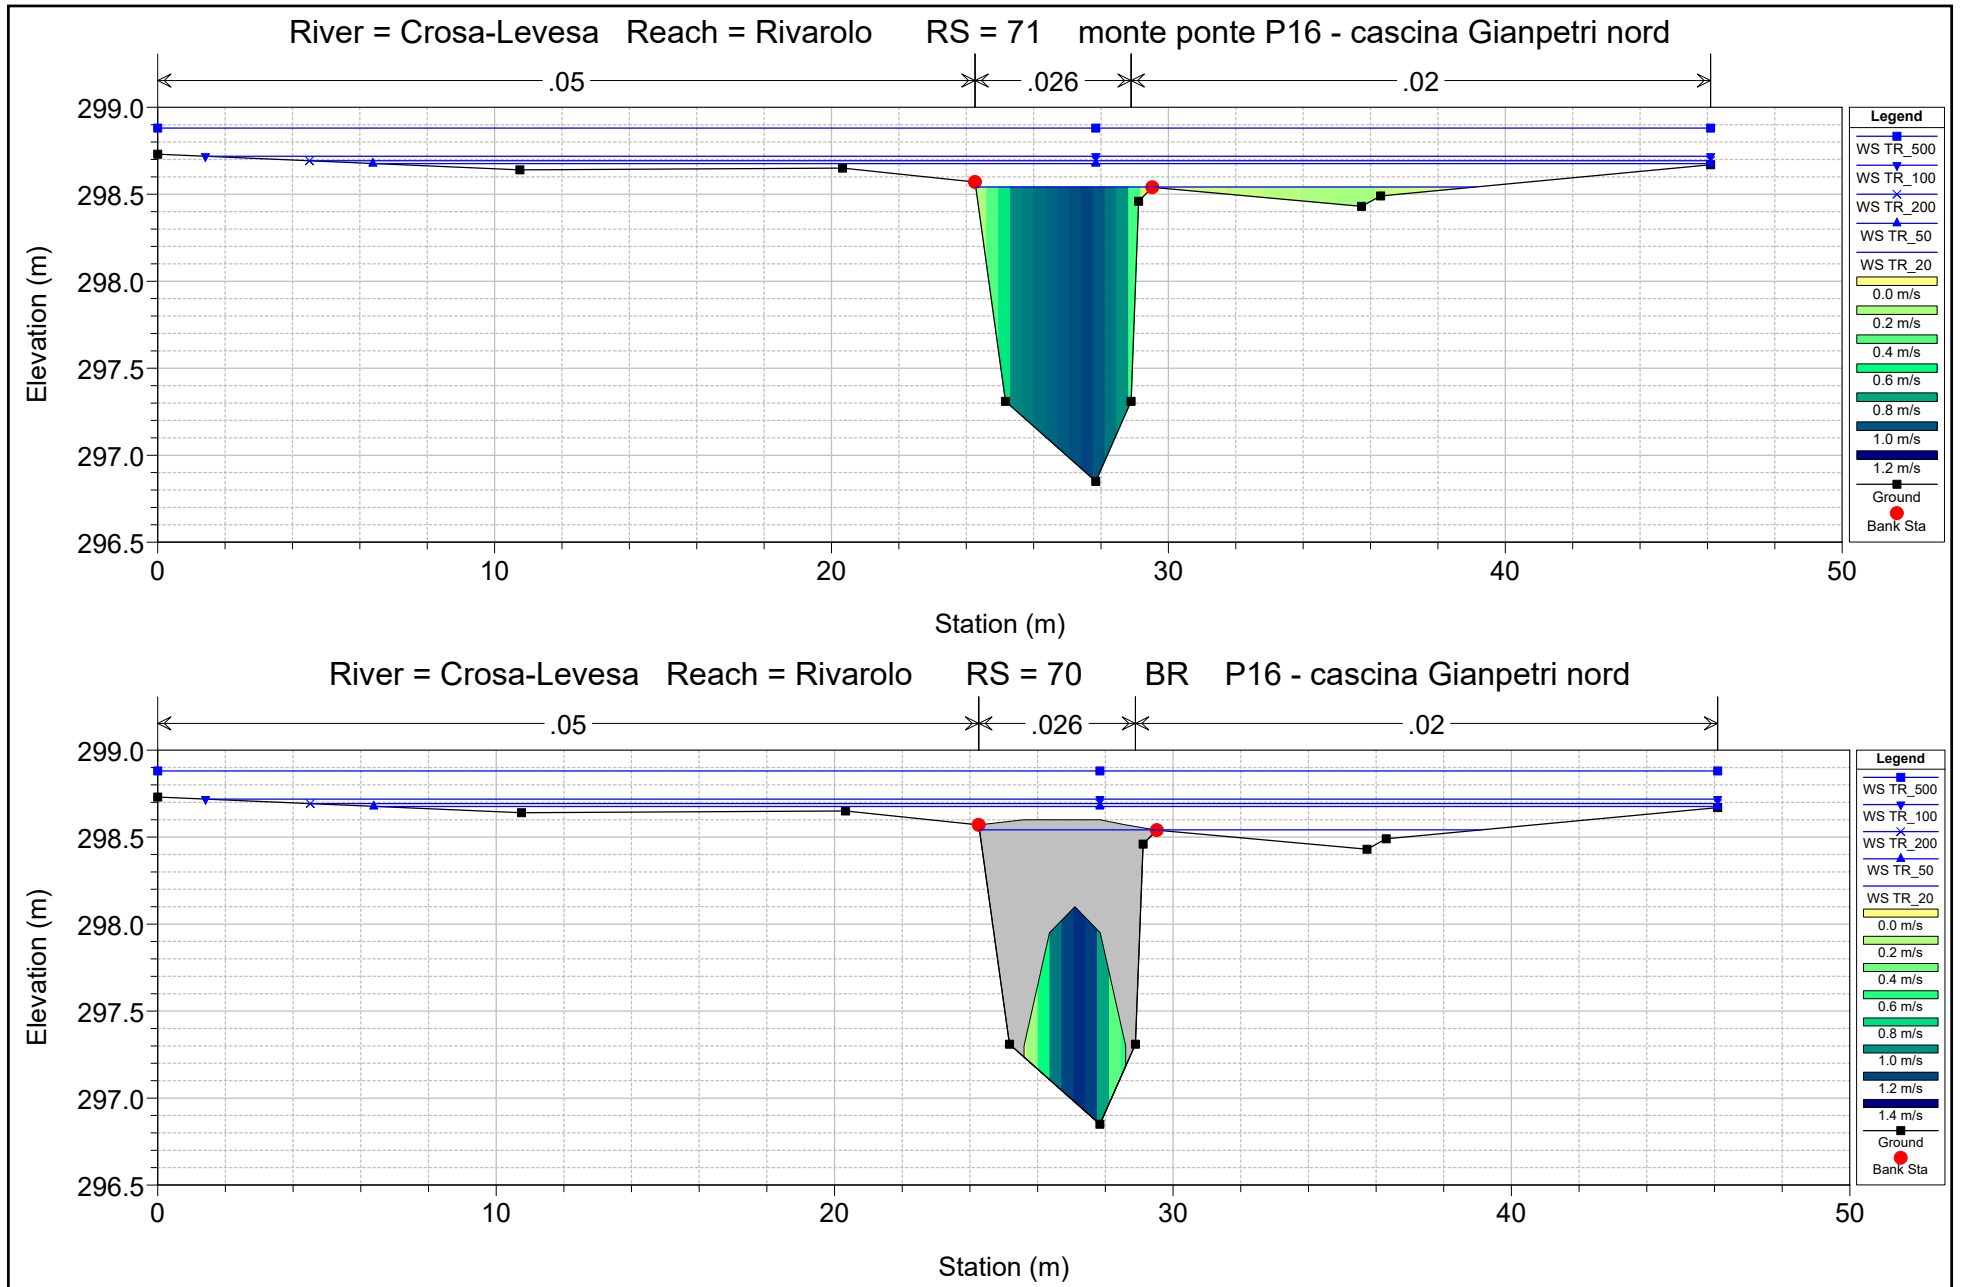 River = Crosa-Levesa Reach = Rivarolo RS = 71 monte ponte P16 - cascina Gianpetri nord
.05 .026 .02
299.0
298.5
298.0
297.5
297.0
296.5
Elevation (m)
0 10 20 30 40 50
Station (m)
Legend
WS TR_500
WS TR_100
WS TR_200
WS TR_50
WS TR_20
0.0 m/s
0.2 m/s
0.4 m/s
0.6 m/s
0.8 m/s
1.0 m/s
1.2 m/s
Ground
Bank Sta
River = Crosa-Levesa Reach = Rivarolo RS = 70 BR P16 - cascina Gianpetri nord
.05 .026 .02
299.0
298.5
298.0
297.5
297.0
296.5
Elevation (m)
0 10 20 30 40 50
Station (m)
Legend
WS TR_500
WS TR_100
WS TR_200
WS TR_50
WS TR_20
0.0 m/s
0.2 m/s
0.4 m/s
0.6 m/s
0.8 m/s
1.0 m/s
1.2 m/s
1.4 m/s
Ground
Bank Sta